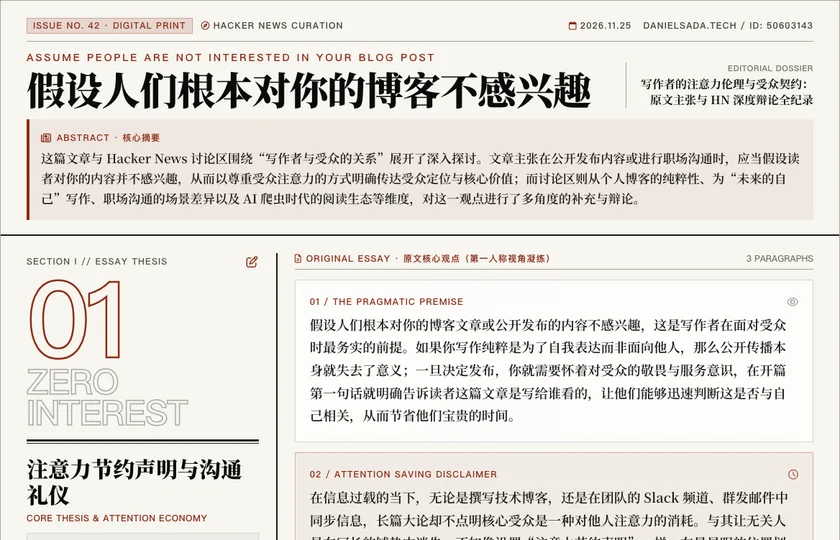 ISSUE NO. 42 · DIGITAL PRINT
HACKER NEWS CURATION
2026.11.25
DANIELSADA.TECH / ID: 50603143
ASSUME PEOPLE ARE NOT INTERESTED IN YOUR BLOG POST
假设人们根本对你的博客不感兴趣
EDITORIAL DOSSIER
写作者的注意力伦理与受众契约：
原文主张与 HN 深度辩论全纪录
ABSTRACT · 核心摘要
这篇文章与 Hacker News 讨论区围绕“写作者与受众的关系”展开了深入探讨。文章主张在公开发布内容或进行职场沟通时，应当假设读
者对你的内容并不感兴趣，从而以尊重受众注意力的方式明确传达受众定位与核心价值；而讨论区则从个人博客的纯粹性、为“未来的自
己”写作、职场沟通的场景差异以及 AI 爬虫时代的阅读生态等维度，对这一观点进行了多角度的补充与辩论。
SECTION I // ESSAY THESIS
01
ZERO
INTEREST
注意力节约声明与沟通
礼仪
CORE THESIS & ATTENTION ECONOMY
ORIGINAL ESSAY · 原文核心观点（第一人称视角凝练）
3 PARAGRAPHS
01 / THE PRAGMATIC PREMISE
假设人们根本对你的博客文章或公开发布的内容不感兴趣，这是写作者在面对受众
时最务实的前提。如果你写作纯粹是为了自我表达而非面向他人，那么公开传播本
身就失去了意义；一旦决定发布，你就需要怀着对受众的敬畏与服务意识，在开篇
第一句话就明确告诉读者这篇文章是写给谁看的，让他们能够迅速判断这是否与自
己相关，从而节省他们宝贵的时间。
02 / ATTENTION SAVING DISCLAIMER
在信息过载的当下，无论是撰写技术博客，还是在团队的 Slack 频道、群发邮件中
同步信息，长篇大论却不点明核心受众是一种对他人注意力的消耗。与其让无关人